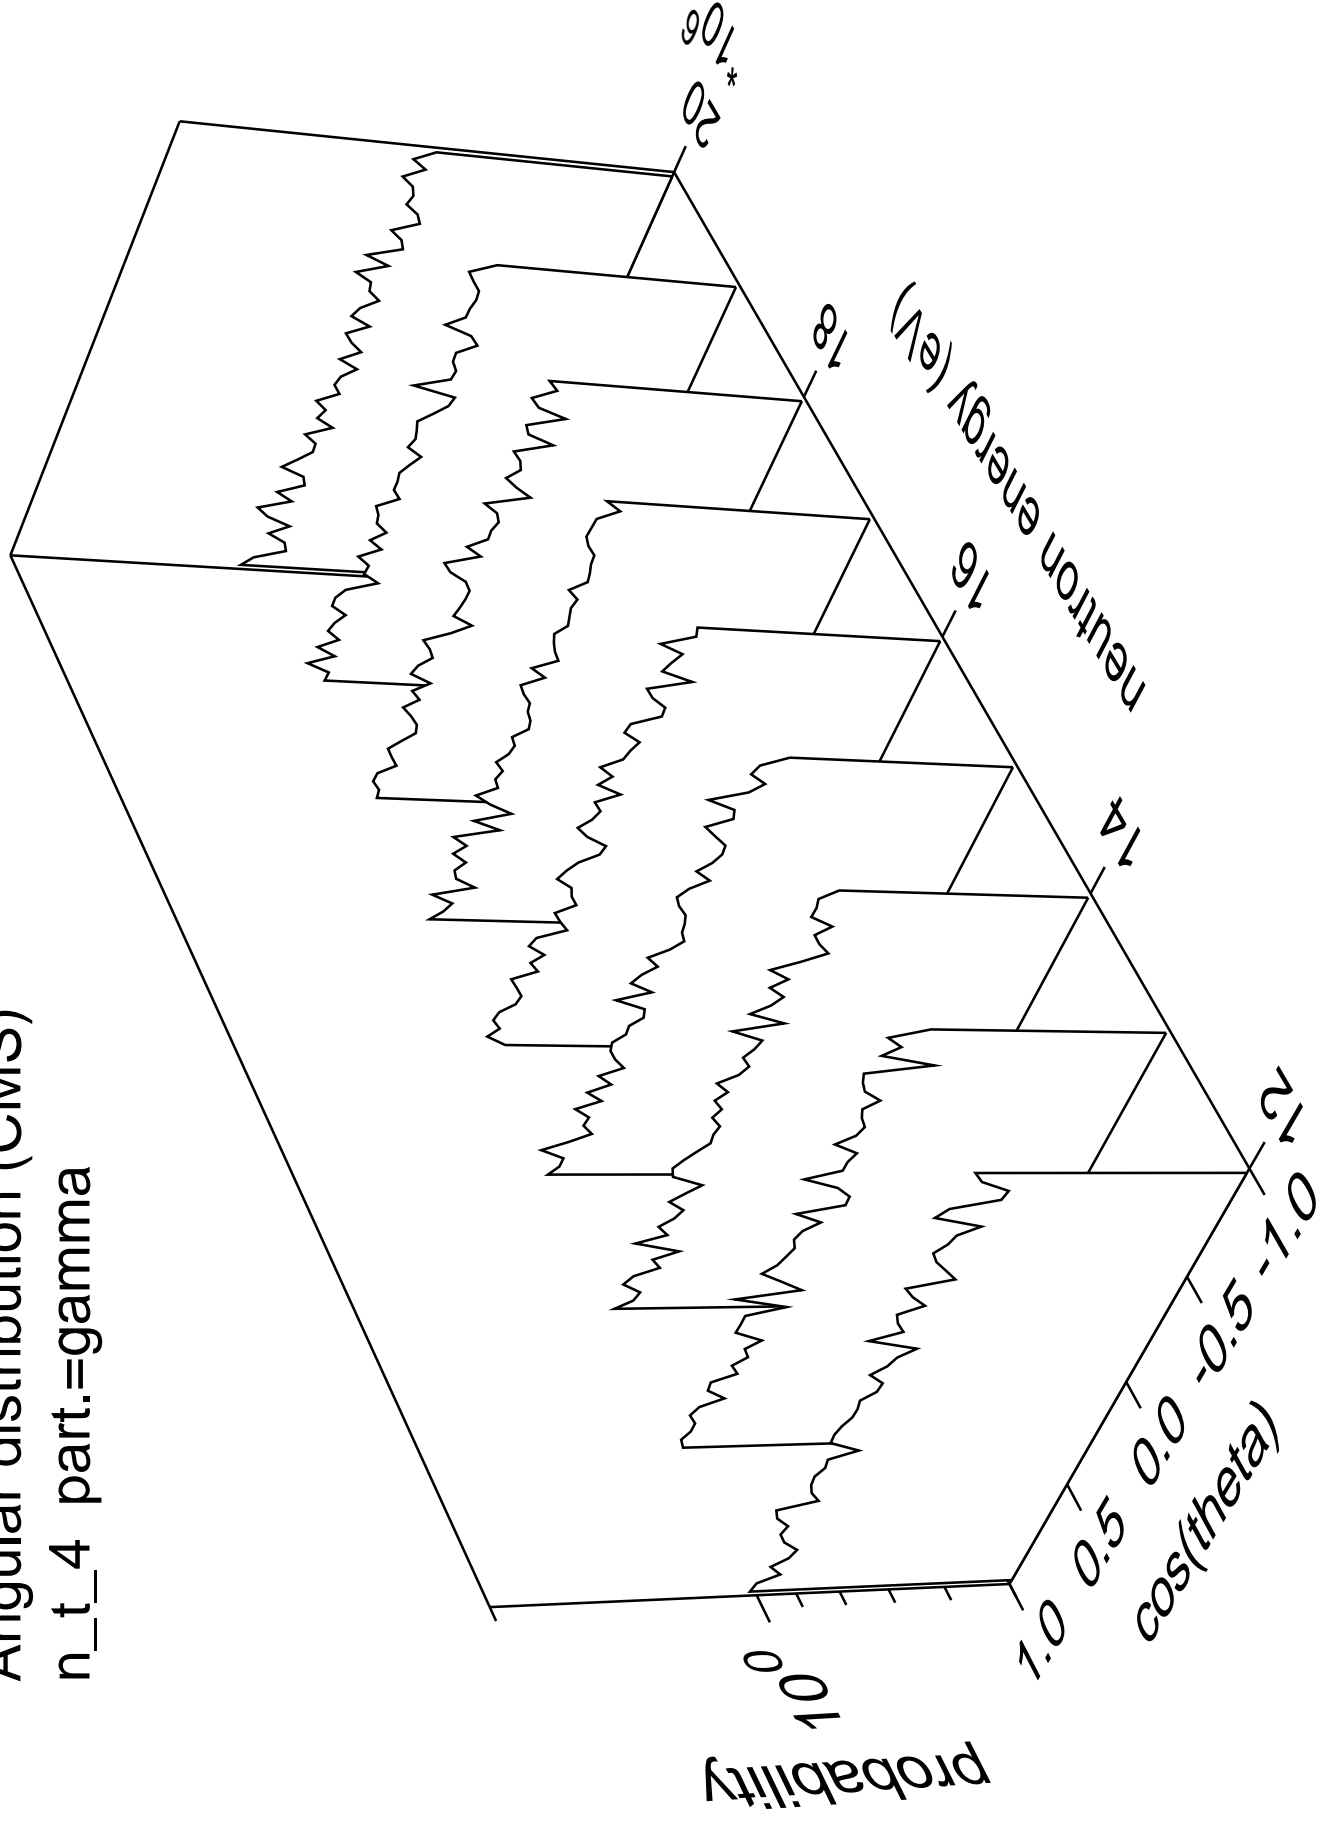 Angular distribution (CMS)
n_t_4 part.=gamma
probability
10^0
1.0 0.5 0.0 -0.5 -1.0
cos(theta)
12 14 16 18 20
*10^6
neutron energy (eV)